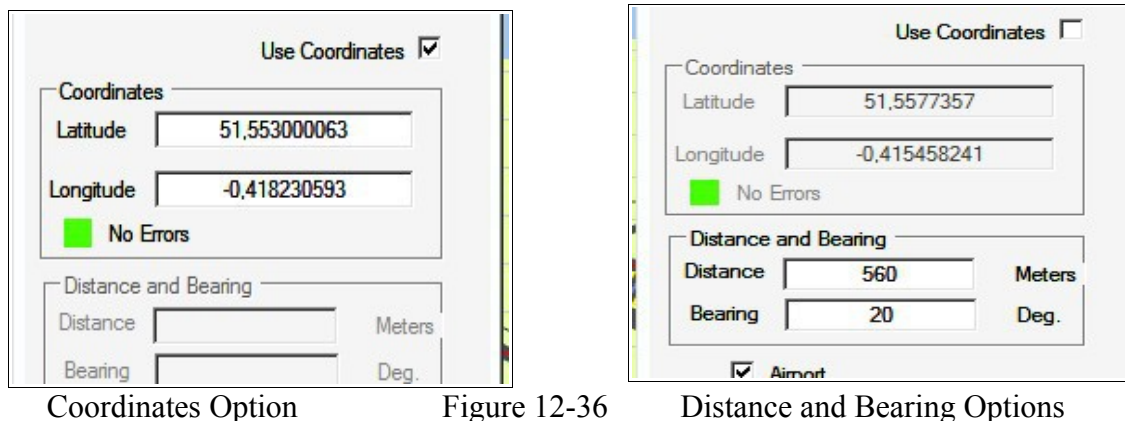 Use Coordinates
Coordinates
Latitude 51,553000063
Longitude -0,418230593
No Errors
Distance and Bearing
Distance Meters
Bearing Deg.
Use Coordinates
Coordinates
Latitude 51,5577357
Longitude -0,415458241
No Errors
Distance and Bearing
Distance 560 Meters
Bearing 20 Deg.
Airport
Coordinates Option Figure 12-36 Distance and Bearing Options